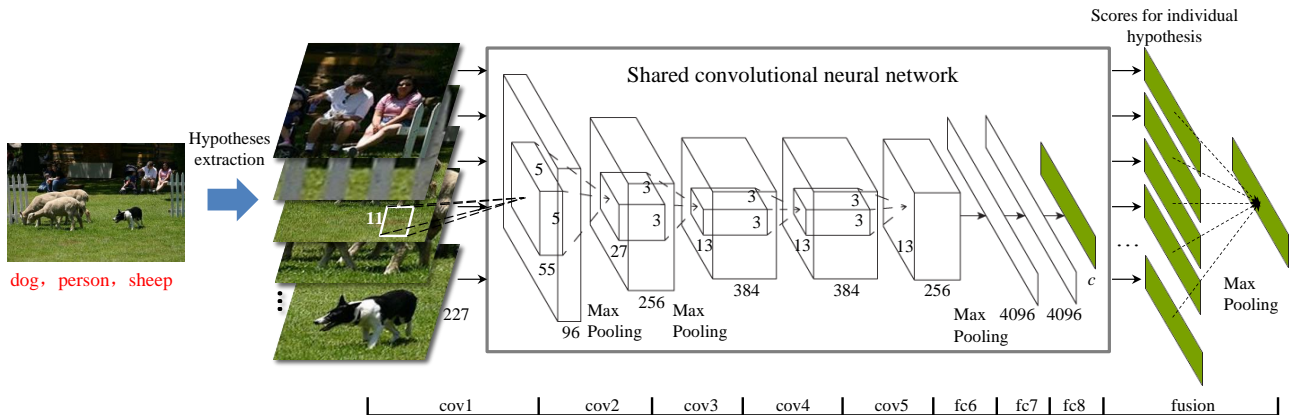 Scores for individual
hypothesis
Shared convolutional neural network
Hypotheses
extraction
dog, person, sheep
11
227
5
5
55
96
Max
Pooling
27
3
3
256
Max
Pooling
13
3
3
384
13
3
3
384
13
256
Max
Pooling
4096
4096
c
Max
Pooling
cov1
cov2
cov3
cov4
cov5
fc6
fc7
fc8
fusion